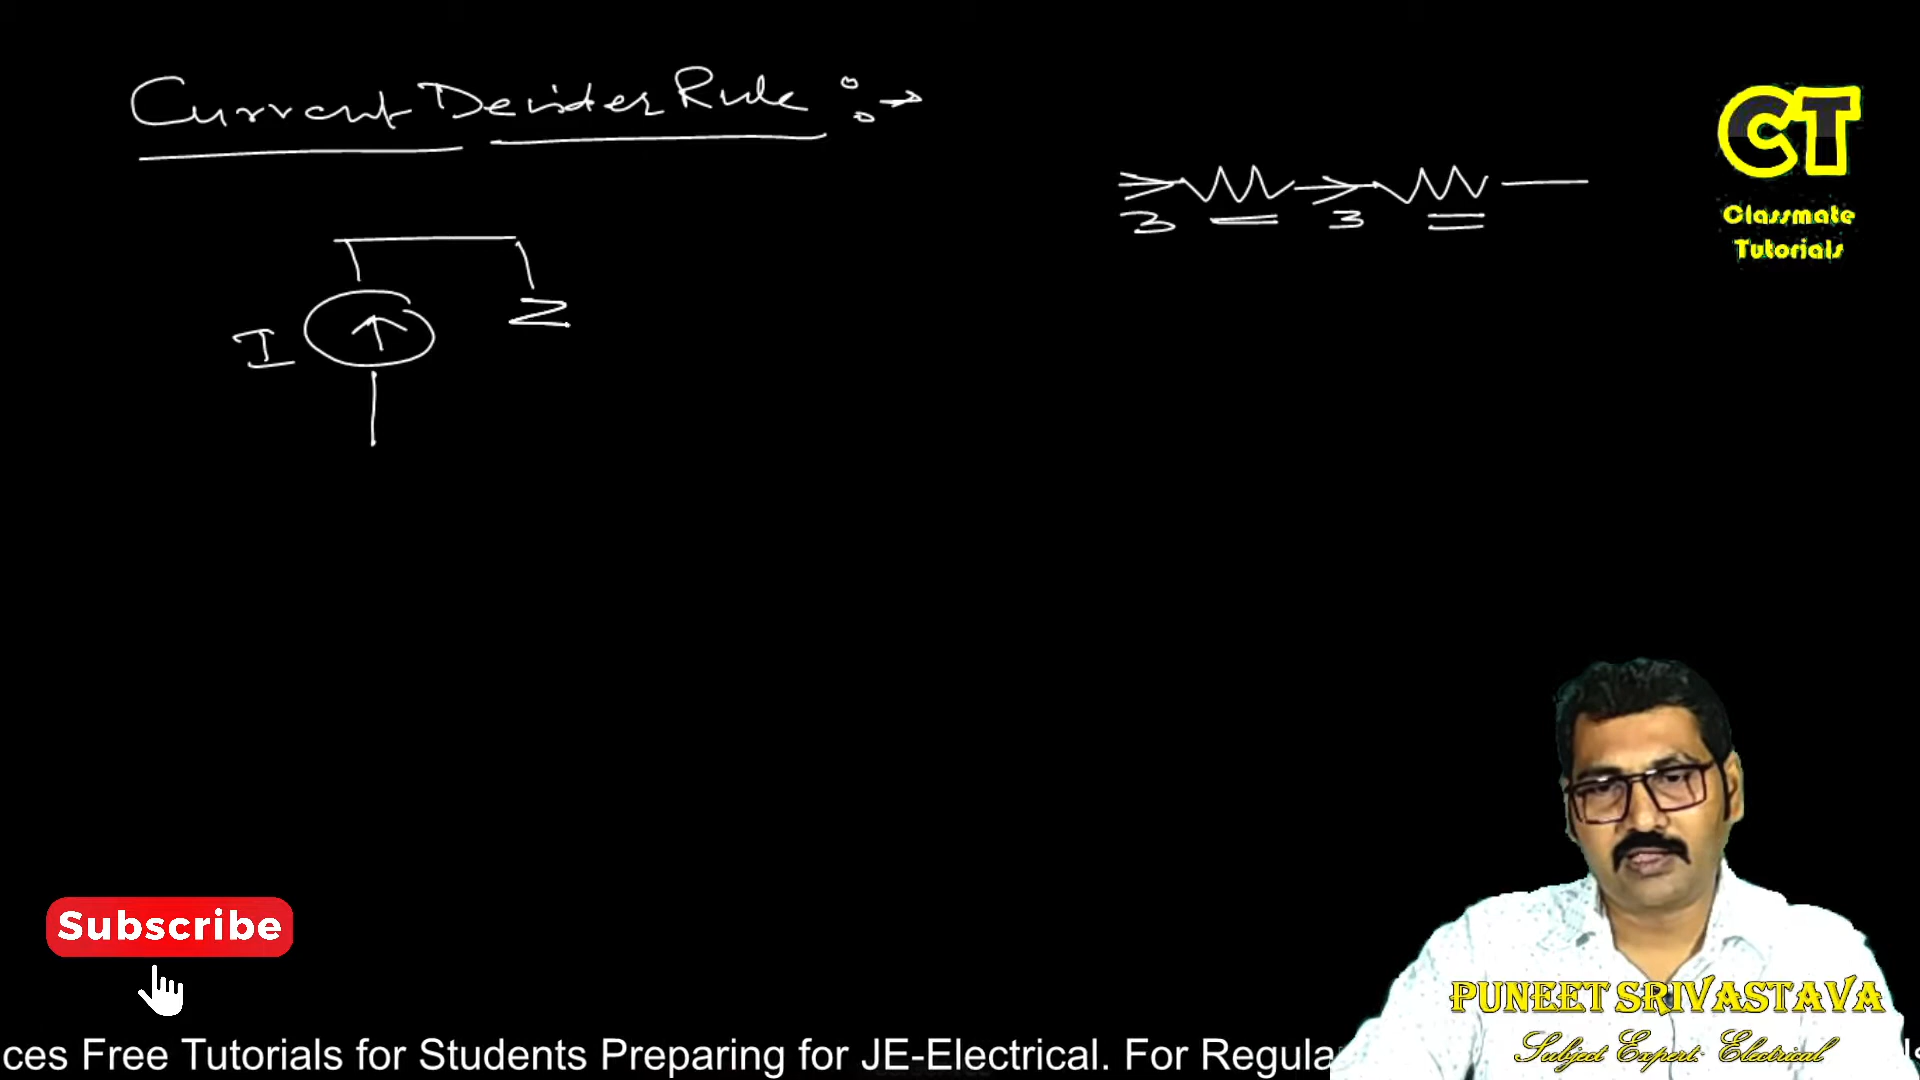 Current Devider Rule :→
CT
Classmate
Tutorials
3 3
I
Subscribe
PUNEET SRIVASTAVA
Subject Expert: Electrical
ces Free Tutorials for Students Preparing for JE-Electrical. For Regula